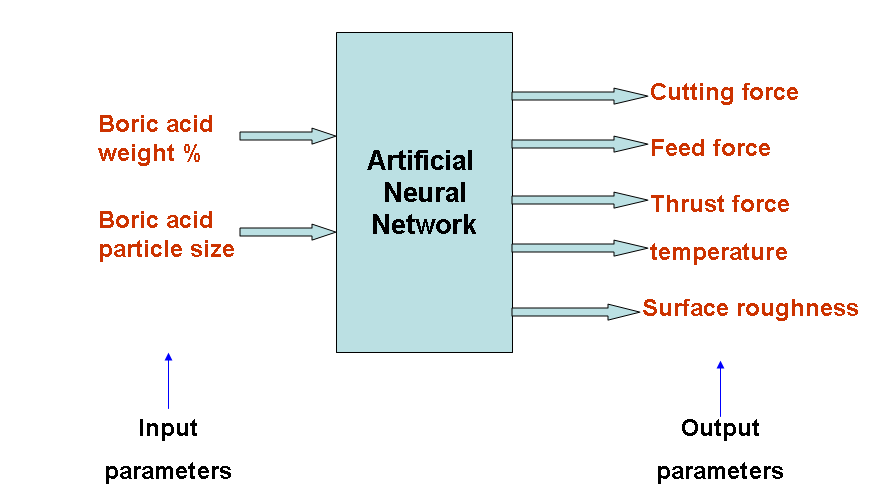 Boric acid
weight %
Boric acid
particle size
Artificial
Neural
Network
Cutting force
Feed force
Thrust force
temperature
Surface roughness
Input
parameters
Output
parameters